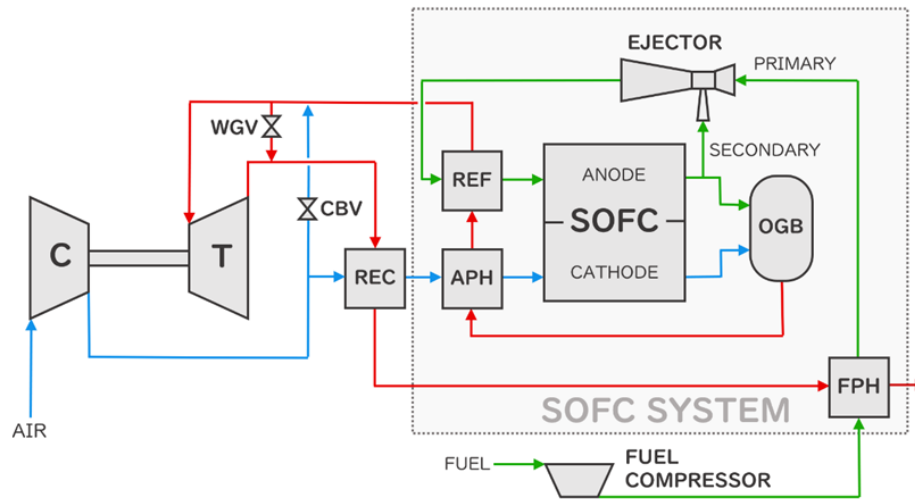 EJECTOR
PRIMARY
WGV
SECONDARY
REF
ANODE
CBV
SOFC
OGB
C
T
REC
APH
CATHODE
FPH
SOFC SYSTEM
AIR
FUEL
FUEL
COMPRESSOR